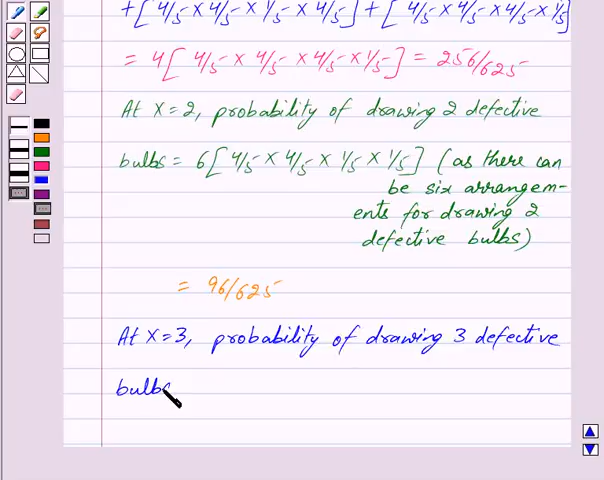 +[4/5 × 4/5 × 1/5 × 4/5] + [4/5 × 4/5 × 4/5 × 1/5]
= 4[4/5 × 4/5 × 4/5 × 1/5] = 256/625
At X=2, probability of drawing 2 defective
bulbs = 6[4/5 × 4/5 × 1/5 × 1/5] (as there can
be six arrangem-
ents for drawing 2
defective bulbs)
= 96/625
At X=3, probability of drawing 3 defective
bulbs